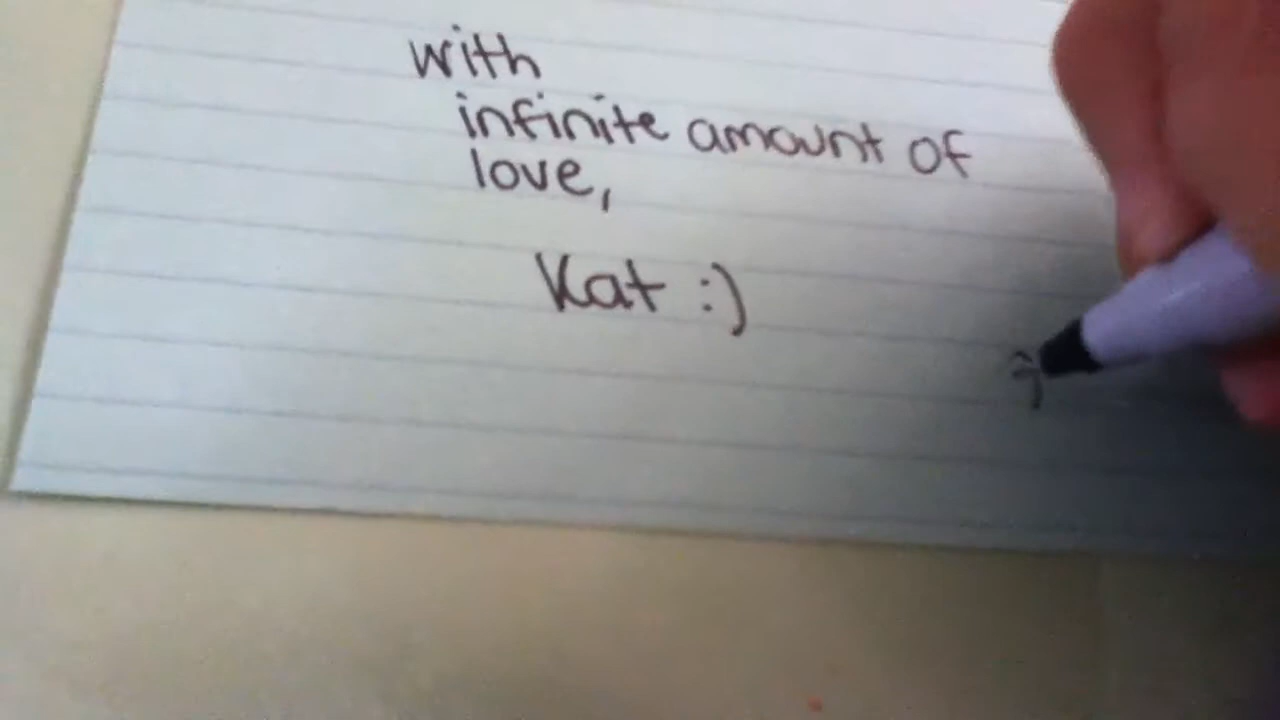 with
infinite amount of
love,
Kat :)